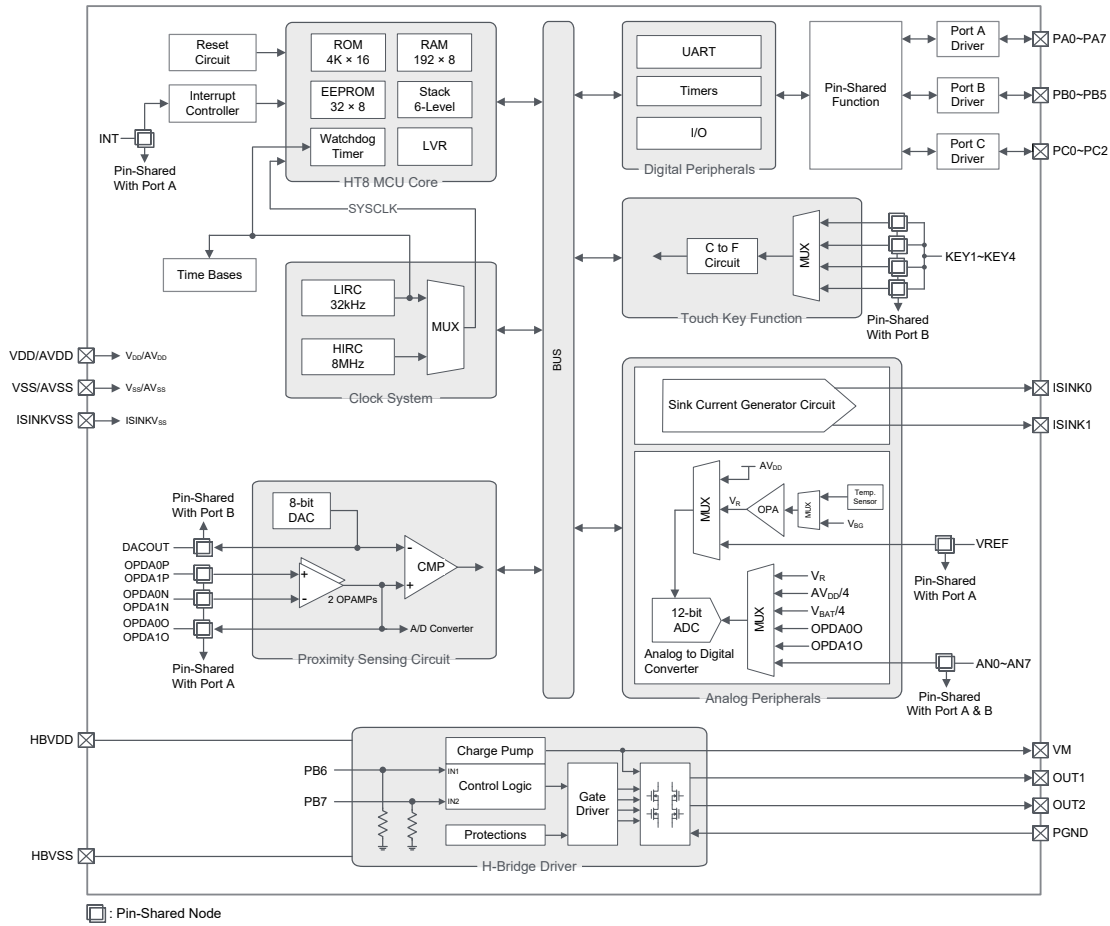 Reset
Circuit
Interrupt
Controller
INT
Pin-Shared
With Port A
ROM
4K × 16
RAM
192 × 8
EEPROM
32 × 8
Stack
6-Level
Watchdog
Timer
LVR
HT8 MCU Core
SYSCLK
Time Bases
LIRC
32kHz
HIRC
8MHz
MUX
Clock System
VDD/AVDD
VDD/AVDD
VSS/AVSS
VSS/AVSS
ISINKVSS
ISINKVSS
BUS
UART
Timers
I/O
Digital Peripherals
Pin-Shared
Function
Port A
Driver
Port B
Driver
Port C
Driver
PA0~PA7
PB0~PB5
PC0~PC2
C to F
Circuit
MUX
KEY1~KEY4
Touch Key Function
Pin-Shared
With Port B
Sink Current Generator Circuit
ISINK0
ISINK1
MUX
AVDD
VR
OPA
MUX
Temp.
Sensor
VBG
VREF
Pin-Shared
With Port A
12-bit
ADC
MUX
VR
AVDD/4
VBAT/4
OPDA0O
OPDA1O
AN0~AN7
Analog to Digital
Converter
Analog Peripherals
Pin-Shared
With Port A & B
Pin-Shared
With Port B
8-bit
DAC
DACOUT
OPDA0P
OPDA1P
OPDA0N
OPDA1N
OPDA0O
OPDA1O
+
-
2 OPAMPs
-
+
CMP
A/D Converter
Proximity Sensing Circuit
Pin-Shared
With Port A
HBVDD
HBVSS
PB6
PB7
Charge Pump
IN1
Control Logic
IN2
Protections
Gate
Driver
H-Bridge Driver
VM
OUT1
OUT2
PGND
: Pin-Shared Node